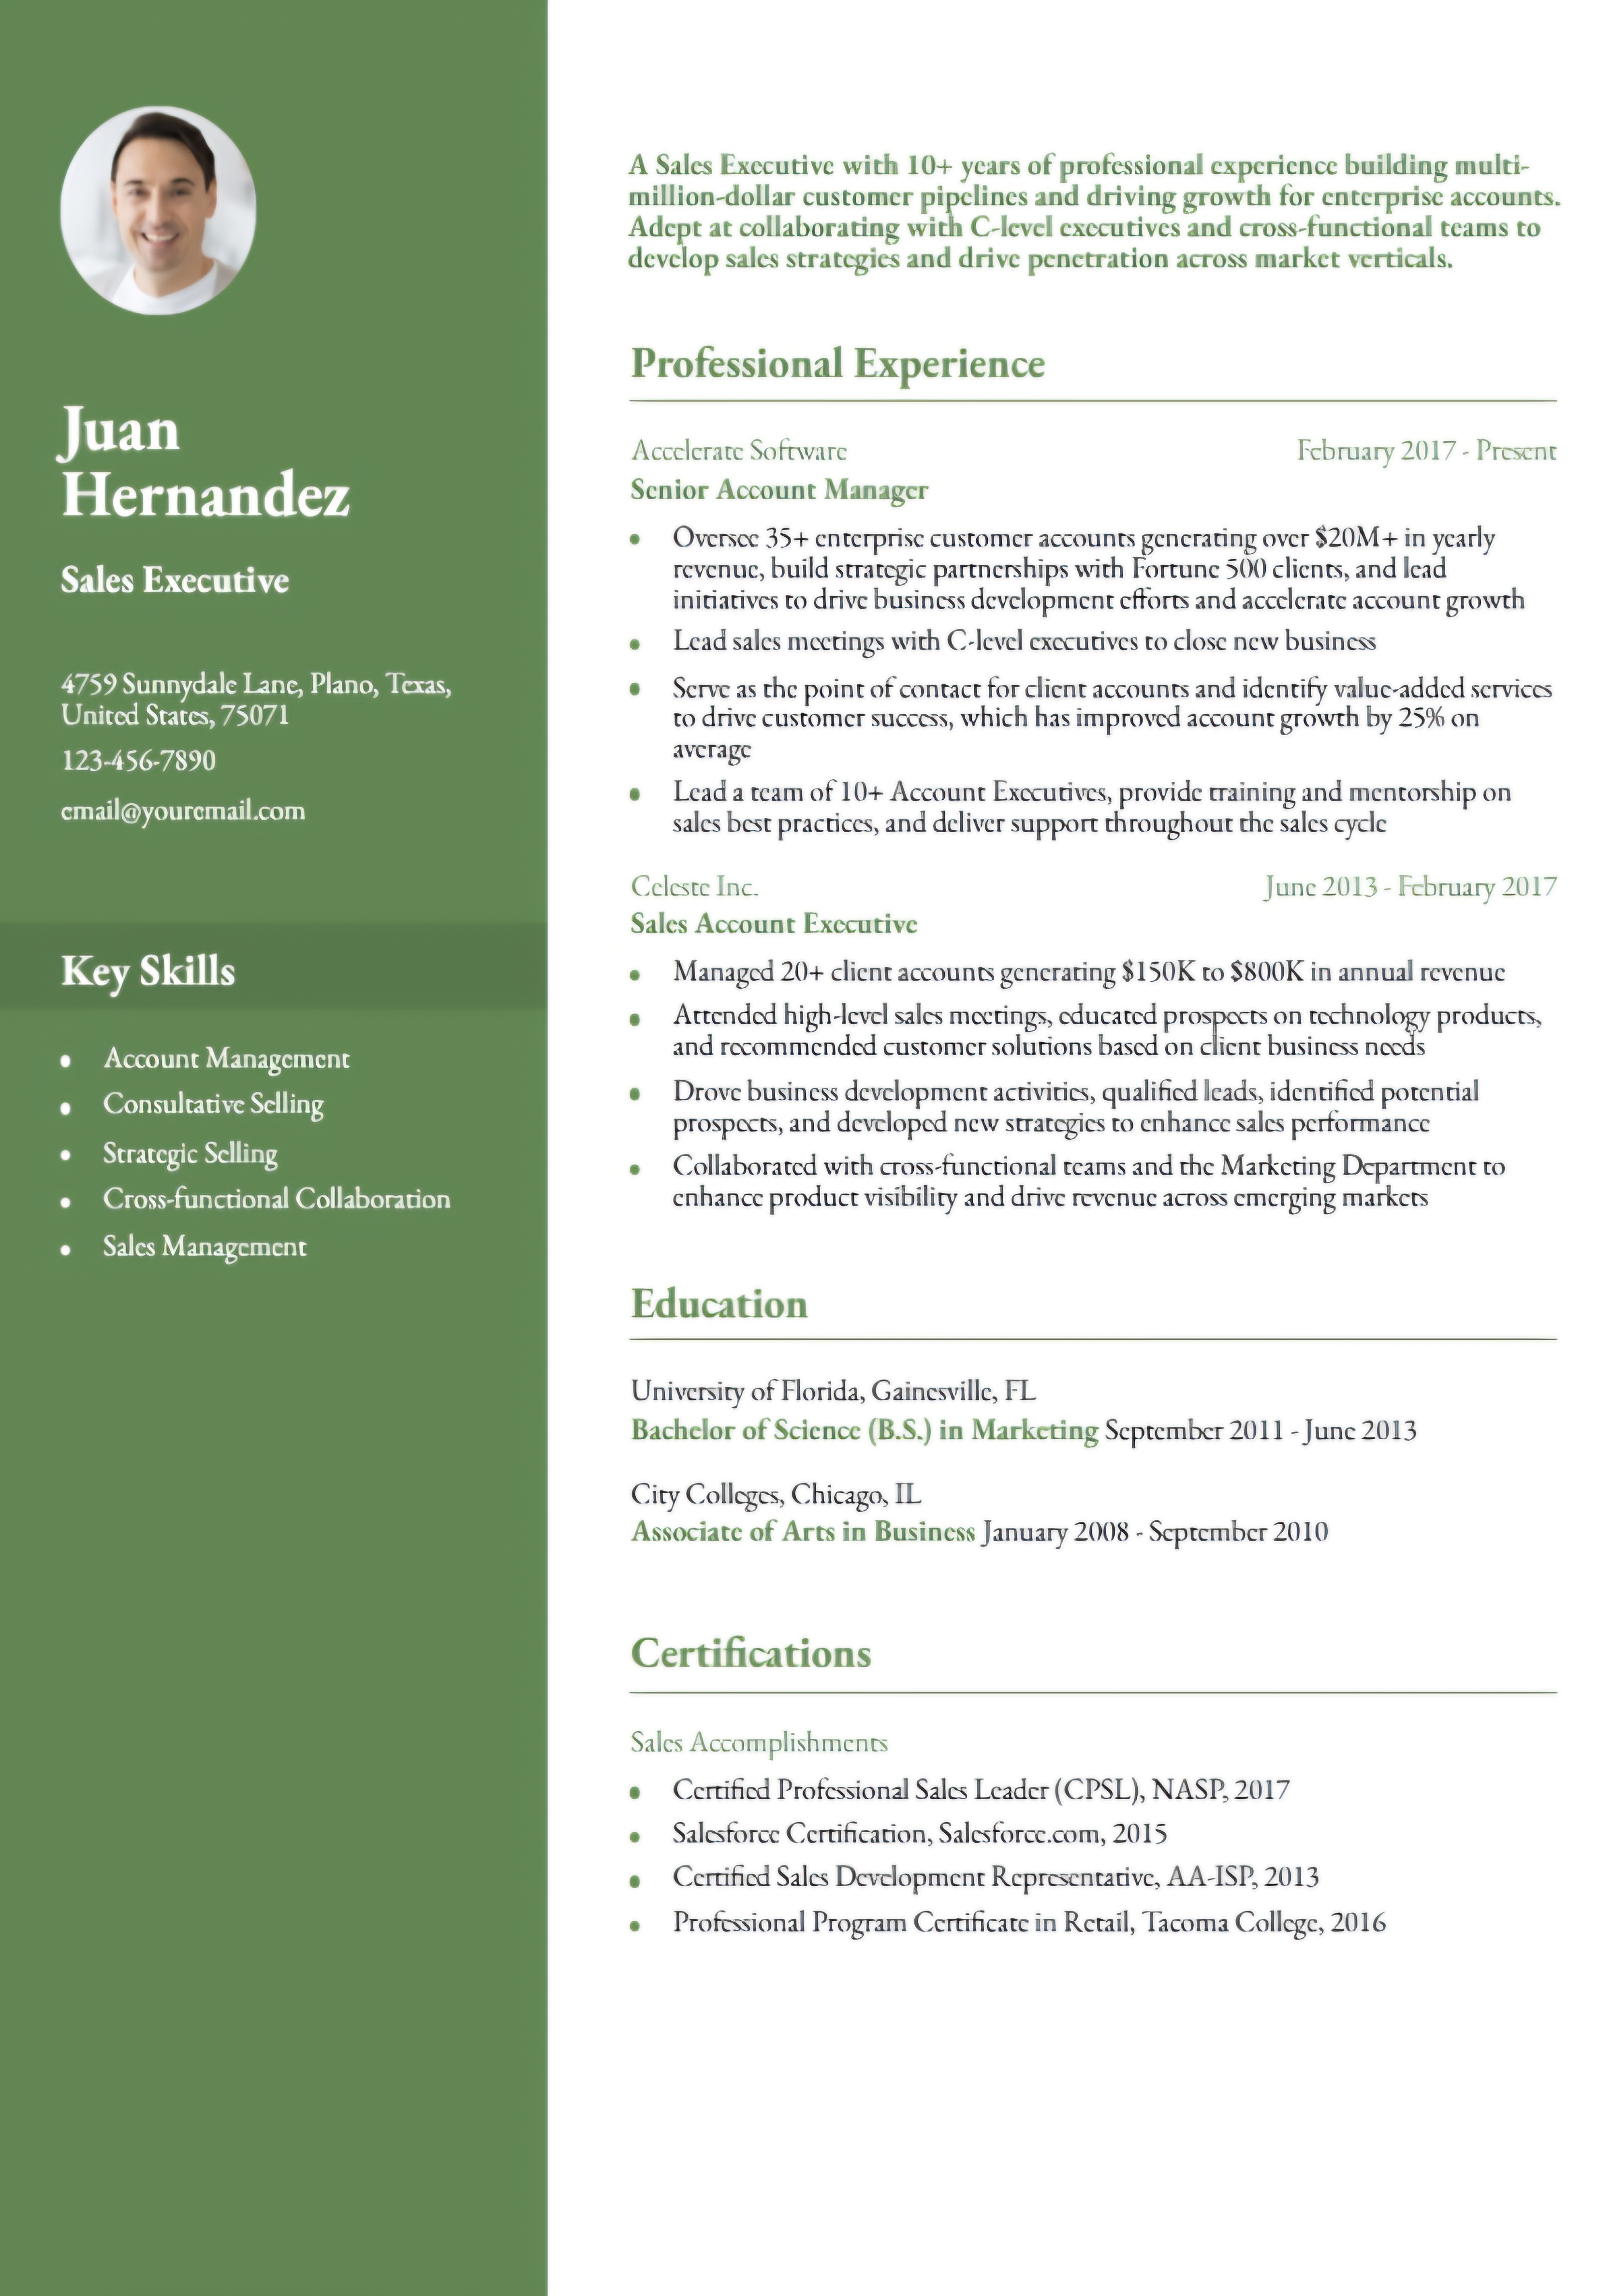 Juan
Hernandez
Sales Executive
4759 Sunnydale Lane, Plano, Texas,
United States, 75071
123-456-7890
email@youremail.com
Key Skills
• Account Management
• Consultative Selling
• Strategic Selling
• Cross-functional Collaboration
• Sales Management
A Sales Executive with 10+ years of professional experience building multi-
million-dollar customer pipelines and driving growth for enterprise accounts.
Adept at collaborating with C-level executives and cross-functional teams to
develop sales strategies and drive penetration across market verticals.
Professional Experience
Accelerate Software February 2017 - Present
Senior Account Manager
• Oversee 35+ enterprise customer accounts generating over $20M+ in yearly
revenue, build strategic partnerships with Fortune 500 clients, and lead
initiatives to drive business development efforts and accelerate account growth
• Lead sales meetings with C-level executives to close new business
• Serve as the point of contact for client accounts and identify value-added services
to drive customer success, which has improved account growth by 25% on
average
• Lead a team of 10+ Account Executives, provide training and mentorship on
sales best practices, and deliver support throughout the sales cycle
Celeste Inc. June 2013 - February 2017
Sales Account Executive
• Managed 20+ client accounts generating $150K to $800K in annual revenue
• Attended high-level sales meetings, educated prospects on technology products,
and recommended customer solutions based on client business needs
• Drove business development activities, qualified leads, identified potential
prospects, and developed new strategies to enhance sales performance
• Collaborated with cross-functional teams and the Marketing Department to
enhance product visibility and drive revenue across emerging markets
Education
University of Florida, Gainesville, FL
Bachelor of Science (B.S.) in Marketing September 2011 - June 2013
City Colleges, Chicago, IL
Associate of Arts in Business January 2008 - September 2010
Certifications
Sales Accomplishments
• Certified Professional Sales Leader (CPSL), NASP, 2017
• Salesforce Certification, Salesforce.com, 2015
• Certified Sales Development Representative, AA-ISP, 2013
• Professional Program Certificate in Retail, Tacoma College, 2016